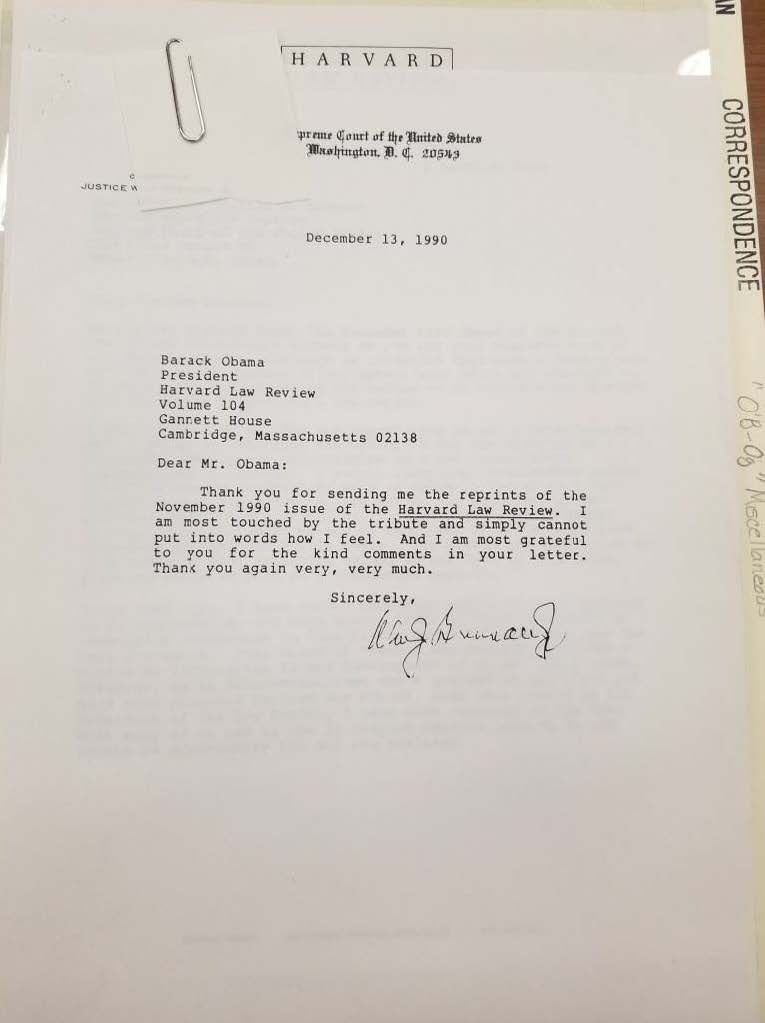 HARVARD
preme Court of the United States
Washington, D. C. 20543
C
JUSTICE W
December 13, 1990
Barack Obama
President
Harvard Law Review
Volume 104
Gannett House
Cambridge, Massachusetts 02138
Dear Mr. Obama:
Thank you for sending me the reprints of the
November 1990 issue of the Harvard Law Review. I
am most touched by the tribute and simply cannot
put into words how I feel. And I am most grateful
to you for the kind comments in your letter.
Thank you again very, very much.
Sincerely,
AN
CORRESPONDENCE
"O'B-Og" Miscellaneous